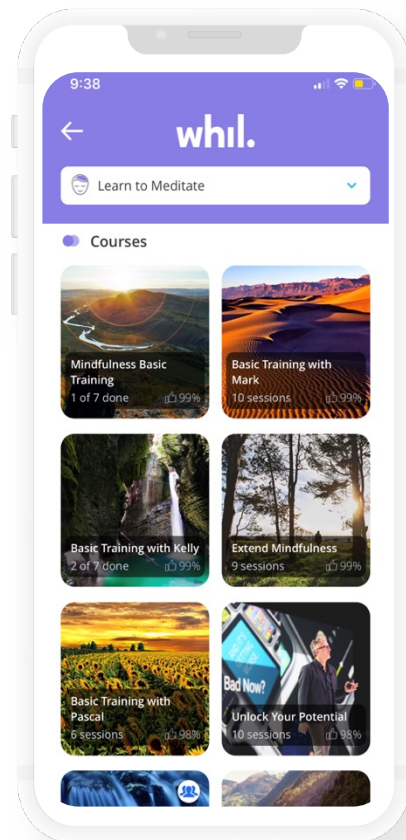 9:38
whıl.
Learn to Meditate
Courses
Mindfulness Basic
Training
1 of 7 done 99%
Basic Training with
Mark
10 sessions 99%
Basic Training with Kelly
2 of 7 done 99%
Extend Mindfulness
9 sessions 99%
Basic Training with
Pascal
6 sessions 98%
Bad Now?
Unlock Your Potential
10 sessions 98%